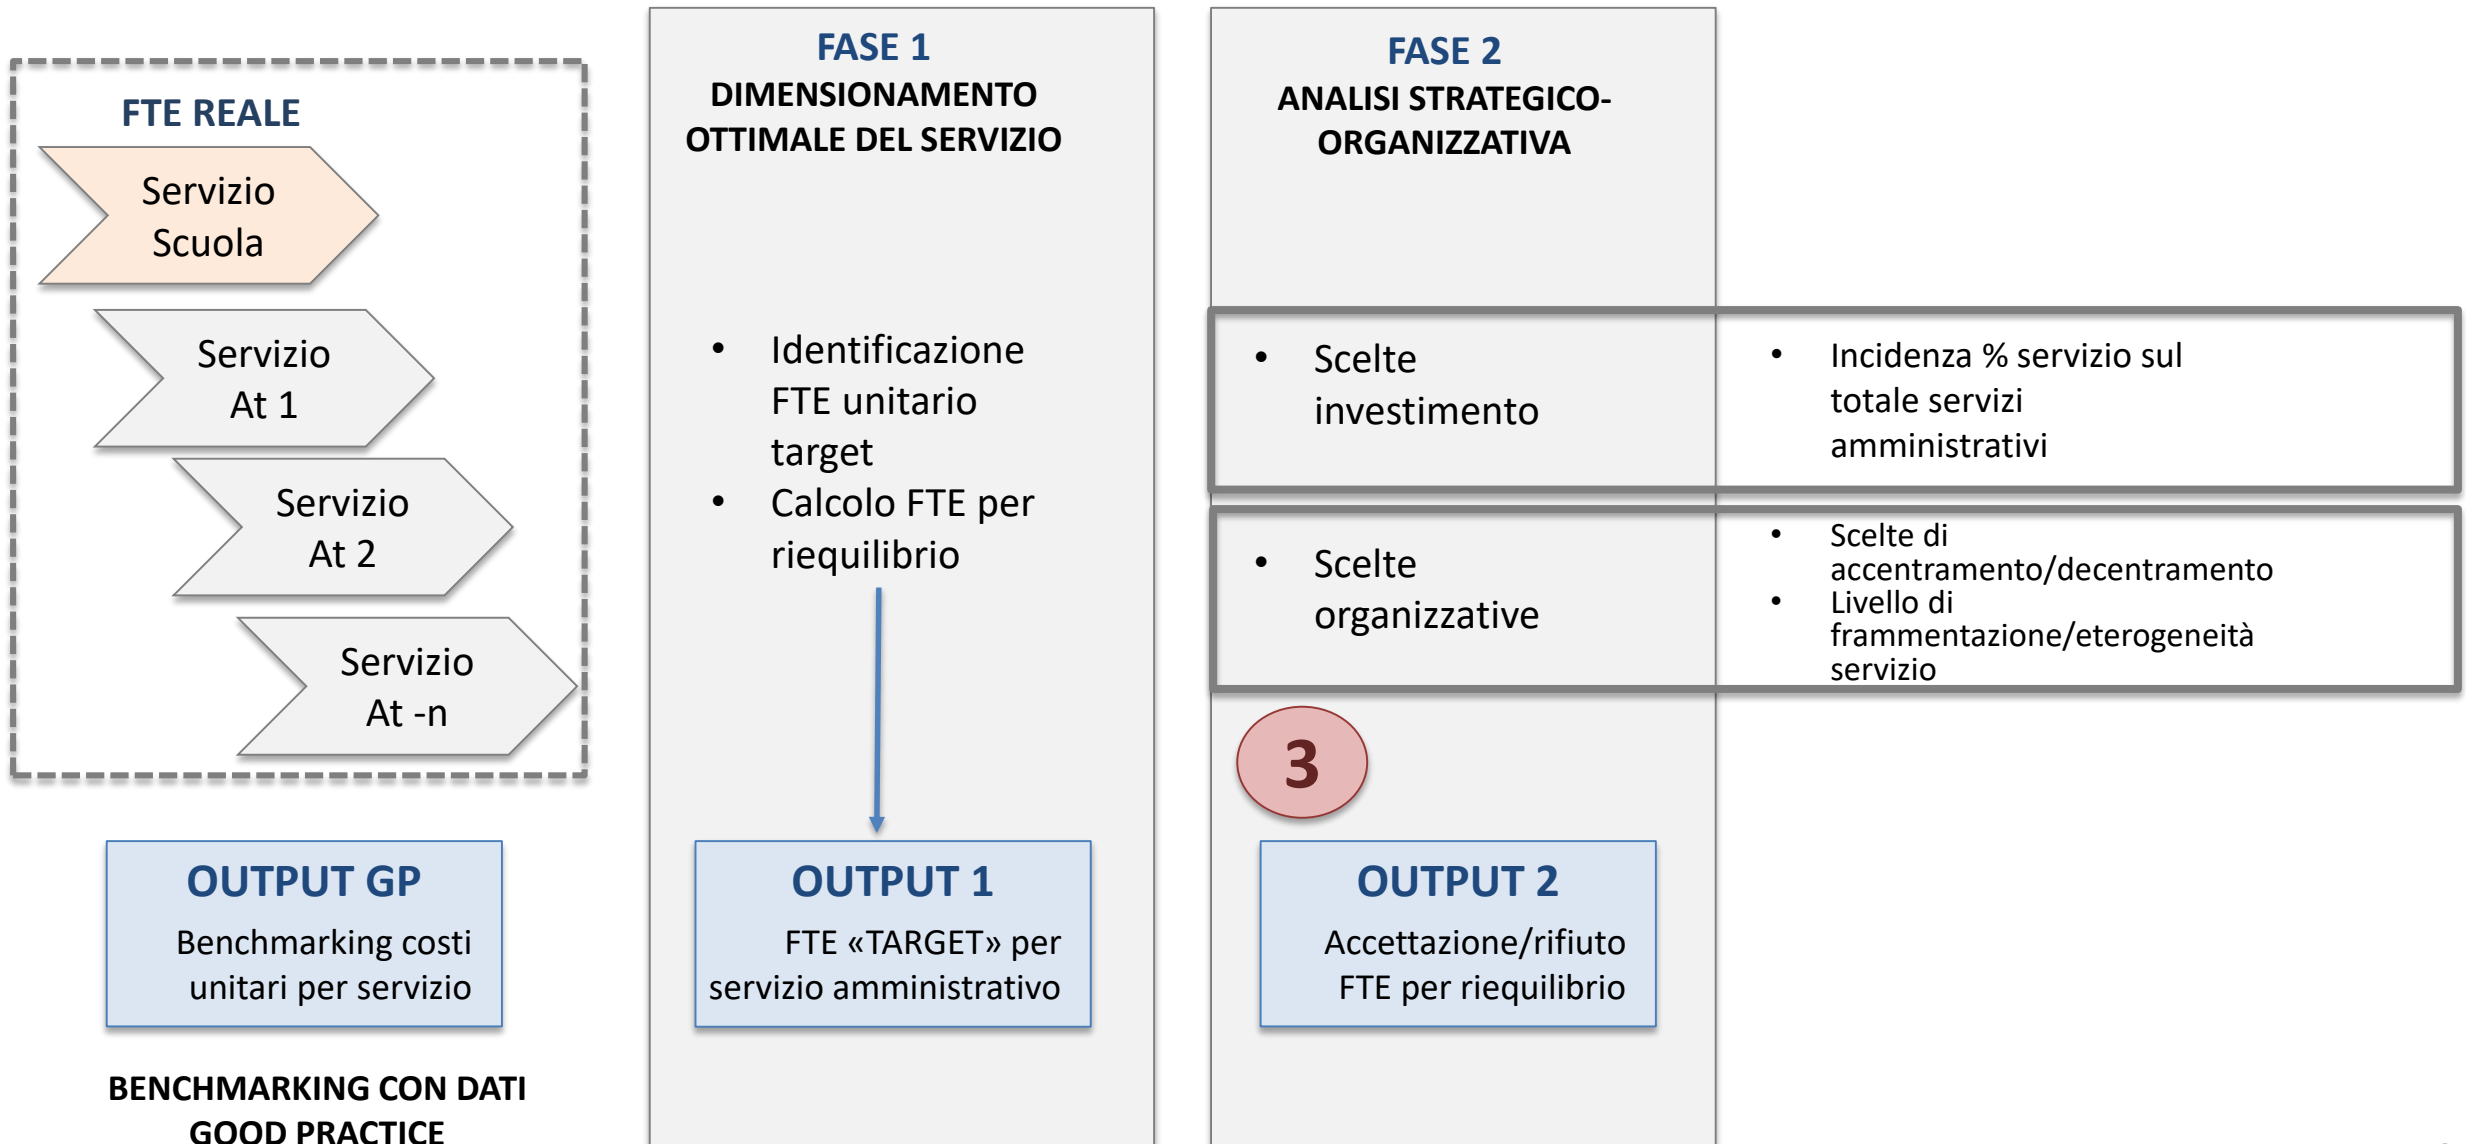 FTE REALE
Servizio
Scuola
Servizio
At 1
Servizio
At 2
Servizio
At -n
OUTPUT GP
Benchmarking costi
unitari per servizio
BENCHMARKING CON DATI
GOOD PRACTICE
FASE 1
DIMENSIONAMENTO
OTTIMALE DEL SERVIZIO
• Identificazione
FTE unitario
target
• Calcolo FTE per
riequilibrio
OUTPUT 1
FTE «TARGET» per
servizio amministrativo
FASE 2
ANALISI STRATEGICO-
ORGANIZZATIVA
• Scelte
investimento
• Incidenza % servizio sul
totale servizi
amministrativi
• Scelte
organizzative
• Scelte di
accentramento/decentramento
• Livello di
frammentazione/eterogeneità
servizio
3
OUTPUT 2
Accettazione/rifiuto
FTE per riequilibrio